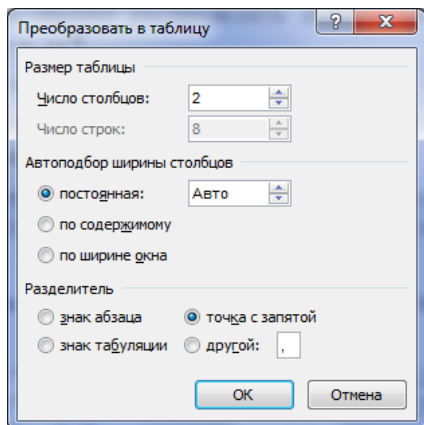 Преобразовать в таблицу
Размер таблицы
Число столбцов: 2
Число строк: 8
Автоподбор ширины столбцов
постоянная: Авто
по содержимому
по ширине окна
Разделитель
знак абзаца точка с запятой
знак табуляции другой: ,
ОК Отмена